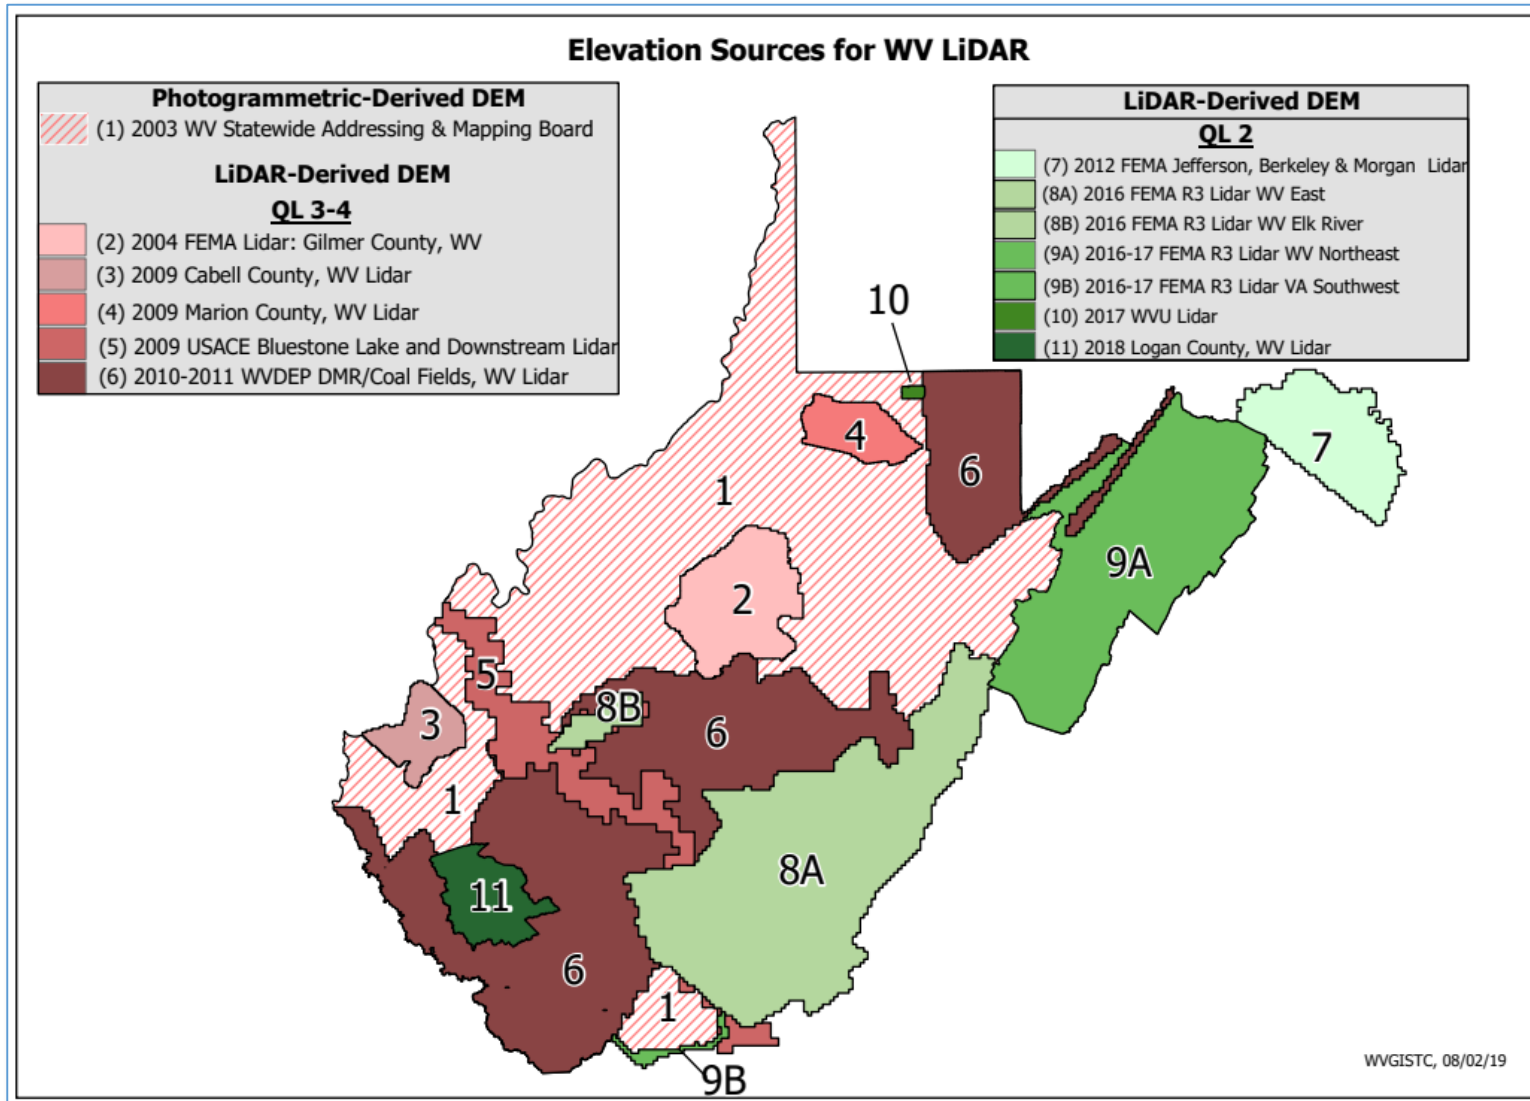 Elevation Sources for WV LiDAR
Photogrammetric-Derived DEM
(1) 2003 WV Statewide Addressing & Mapping Board
LiDAR-Derived DEM
QL 3-4
(2) 2004 FEMA Lidar: Gilmer County, WV
(3) 2009 Cabell County, WV Lidar
(4) 2009 Marion County, WV Lidar
(5) 2009 USACE Bluestone Lake and Downstream Lidar
(6) 2010-2011 WVDEP DMR/Coal Fields, WV Lidar
LiDAR-Derived DEM
QL 2
(7) 2012 FEMA Jefferson, Berkeley & Morgan Lidar
(8A) 2016 FEMA R3 Lidar WV East
(8B) 2016 FEMA R3 Lidar WV Elk River
(9A) 2016-17 FEMA R3 Lidar WV Northeast
(9B) 2016-17 FEMA R3 Lidar VA Southwest
(10) 2017 WVU Lidar
(11) 2018 Logan County, WV Lidar
10
4
7
6
1
9A
2
5
8B
3
6
1
8A
11
6
1
9B
WVGISTC, 08/02/19